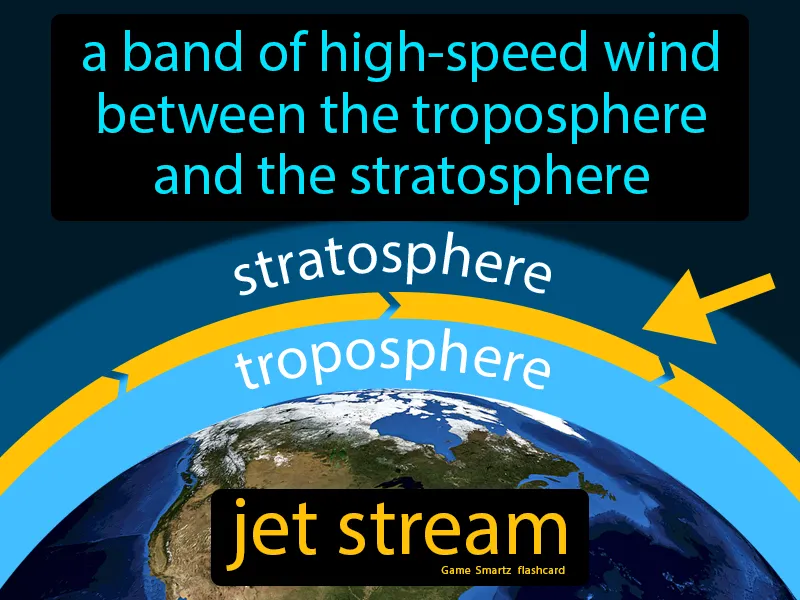 a band of high-speed wind
between the troposphere
and the stratosphere
stratosphere
troposphere
jet stream
Game Smartz flashcard